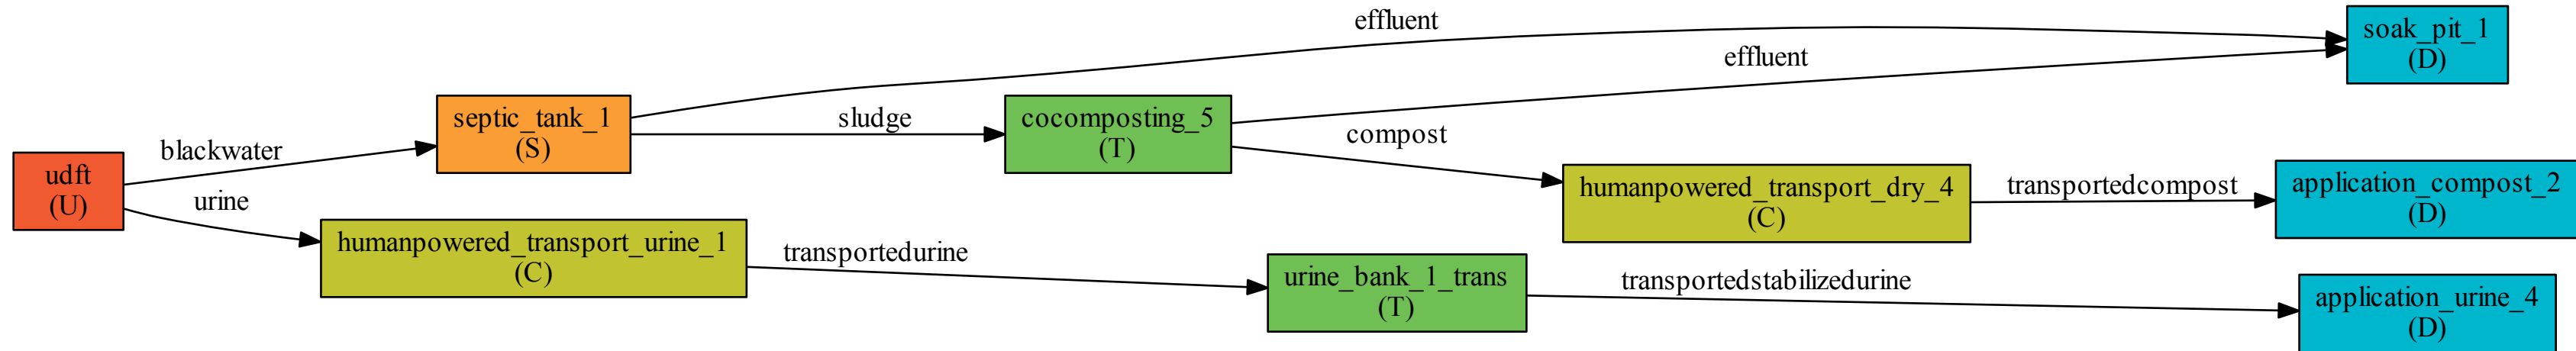 udft
(U)
blackwater
urine
septic_tank_1
(S)
humanpowered_transport_urine_1
(C)
effluent
sludge
transportedurine
cocomposting_5
(T)
urine_bank_1_trans
(T)
effluent
compost
transportedstabilizedurine
humanpowered_transport_dry_4
(C)
transportedcompost
soak_pit_1
(D)
application_compost_2
(D)
application_urine_4
(D)